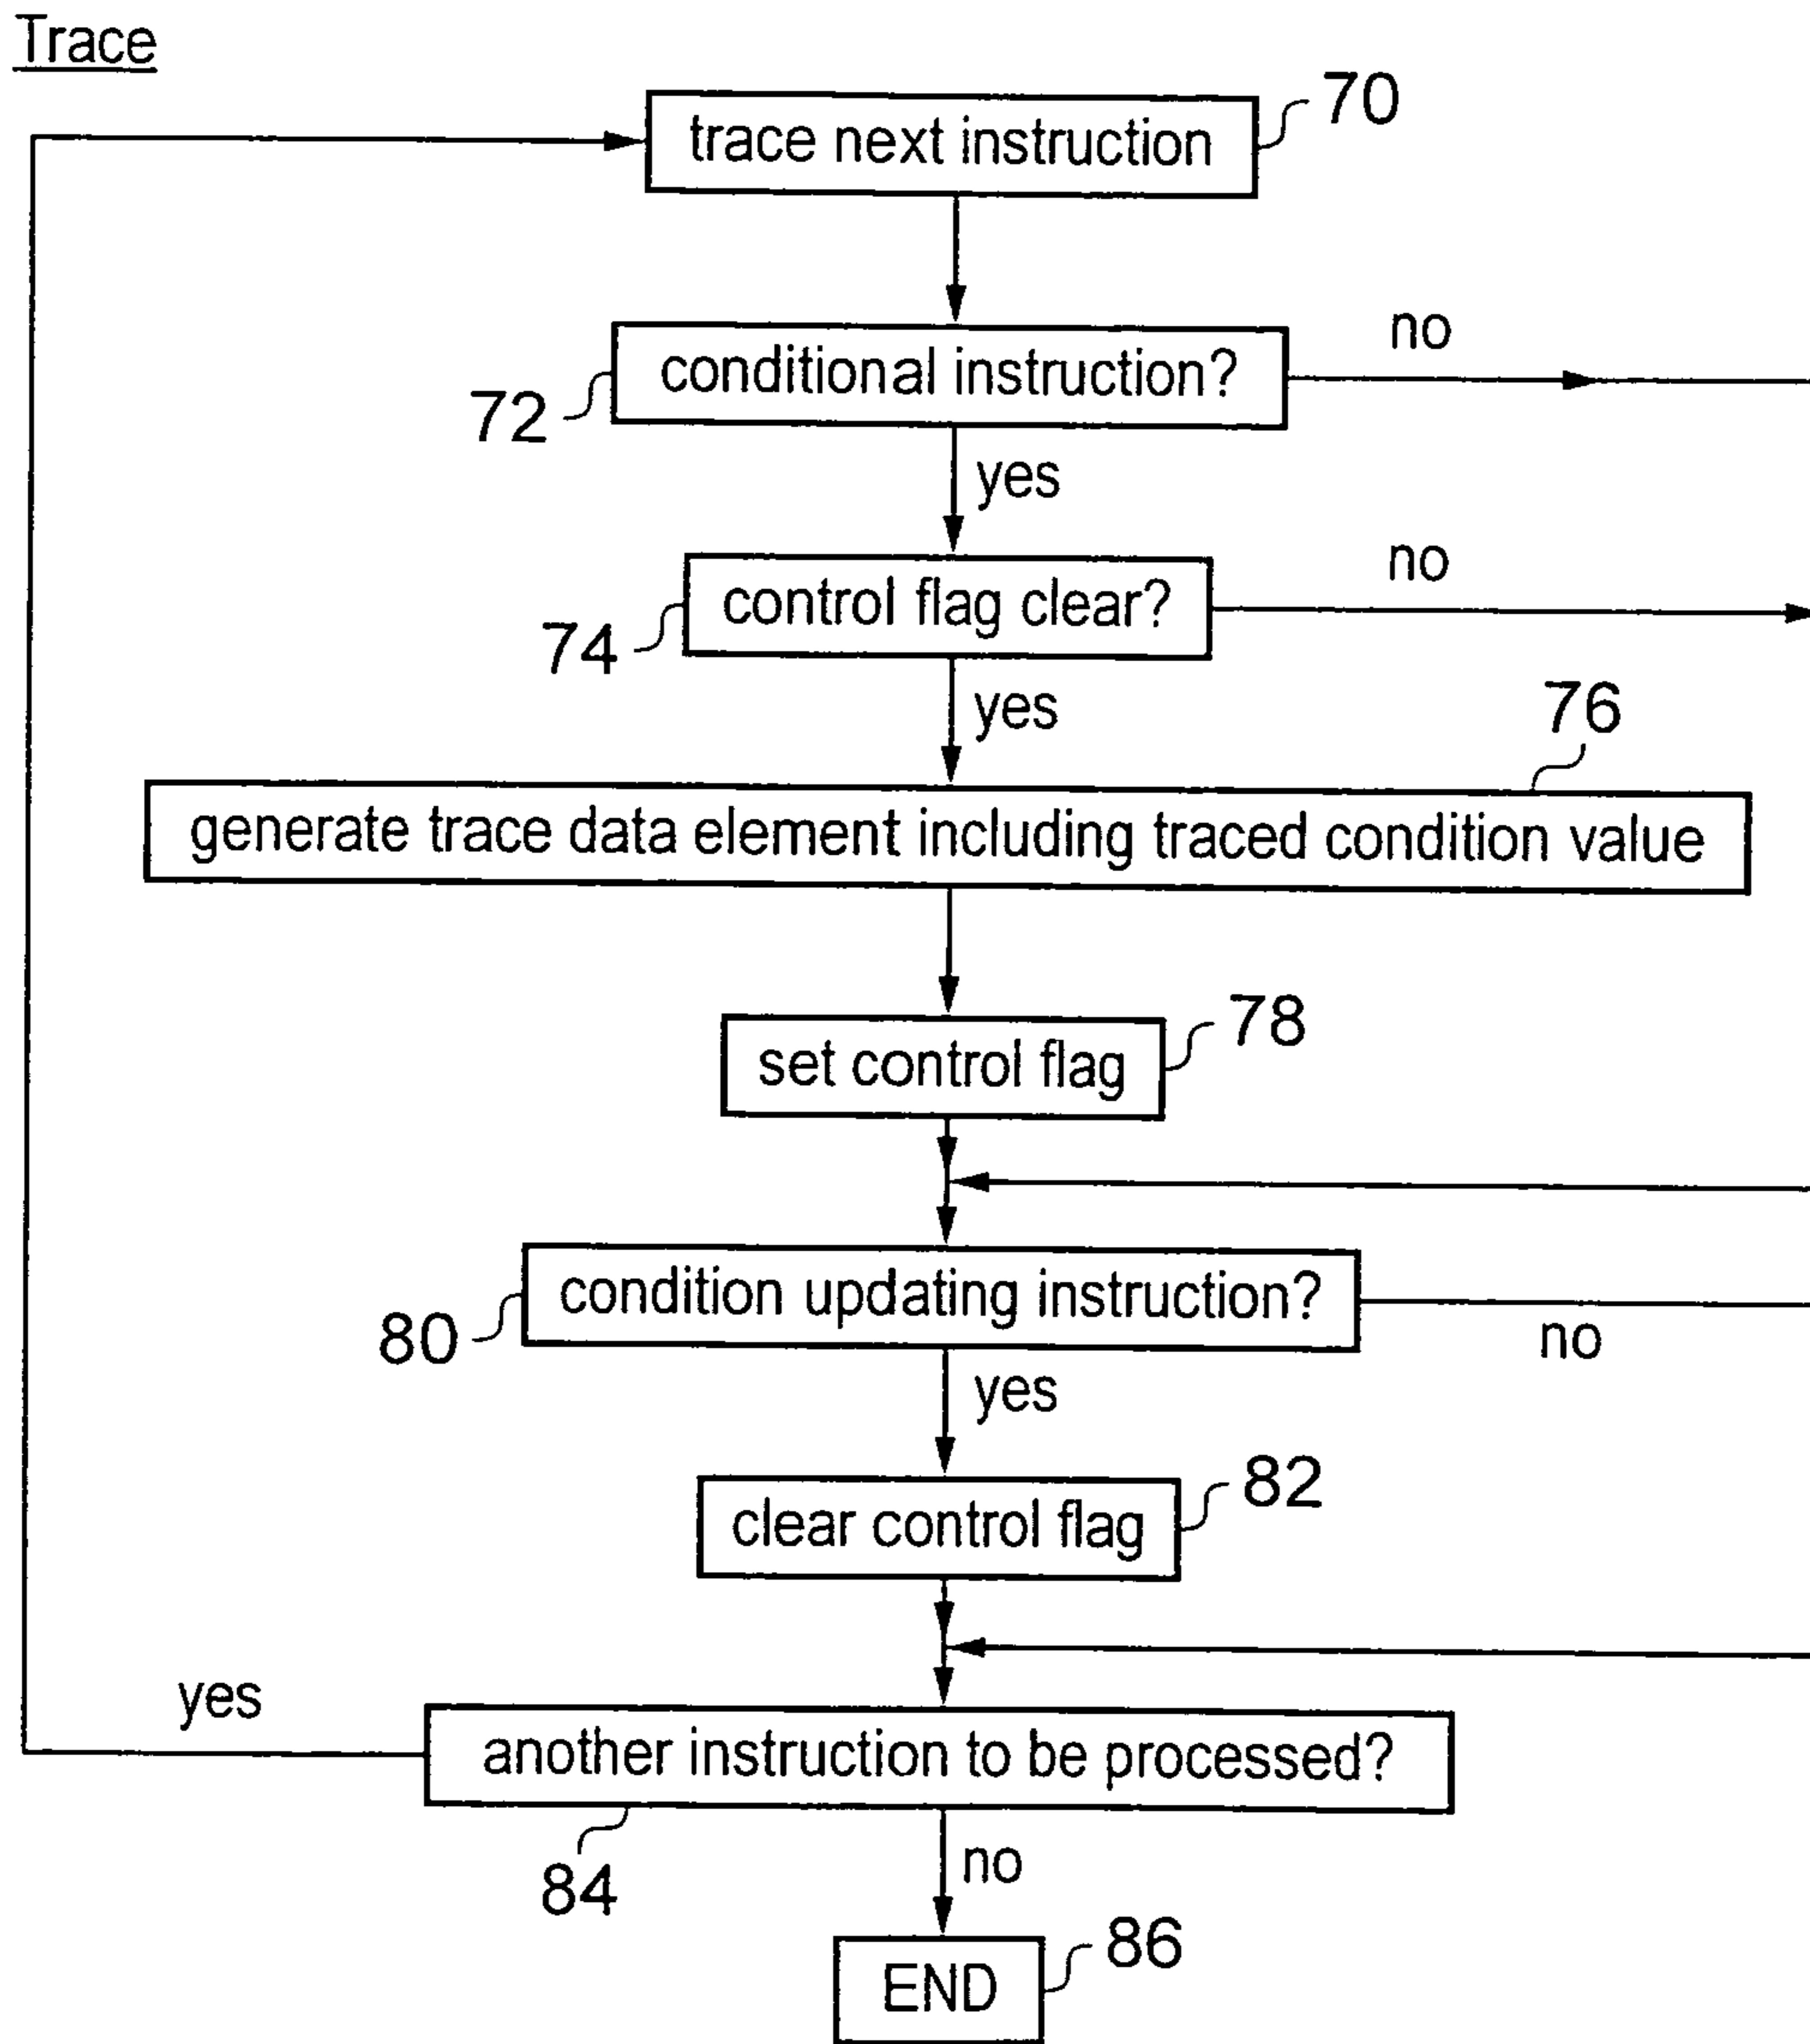 Trace
trace next instruction
70
conditional instruction?
no
72
yes
control flag clear?
no
74
yes
76
generate trace data element including traced condition value
set control flag
78
condition updating instruction?
80
no
yes
clear control flag
82
yes
another instruction to be processed?
84
no
END
86